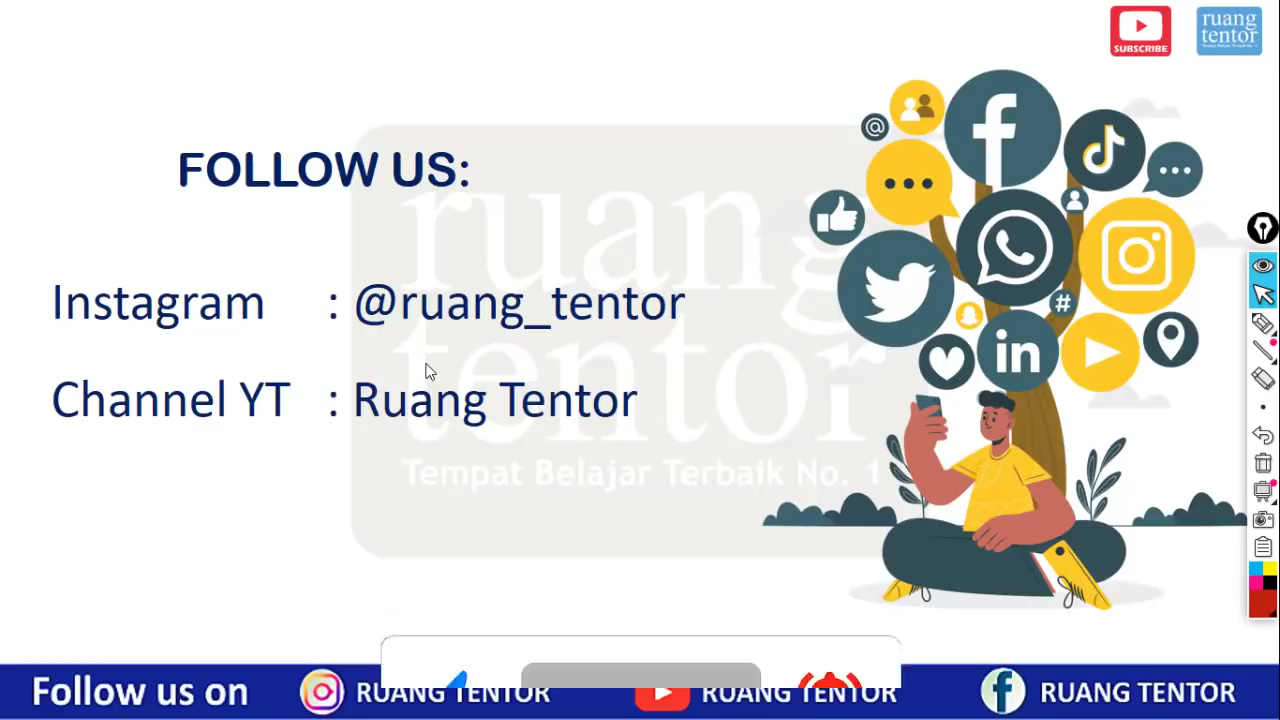 SUBSCRIBE
ruang
tentor
FOLLOW US:
ruang
tentor
Tempat Belajar Terbaik No. 1
Instagram : @ruang_tentor
Channel YT : Ruang Tentor
Follow us on RUANG TENTOR RUANG TENTOR RUANG TENTOR